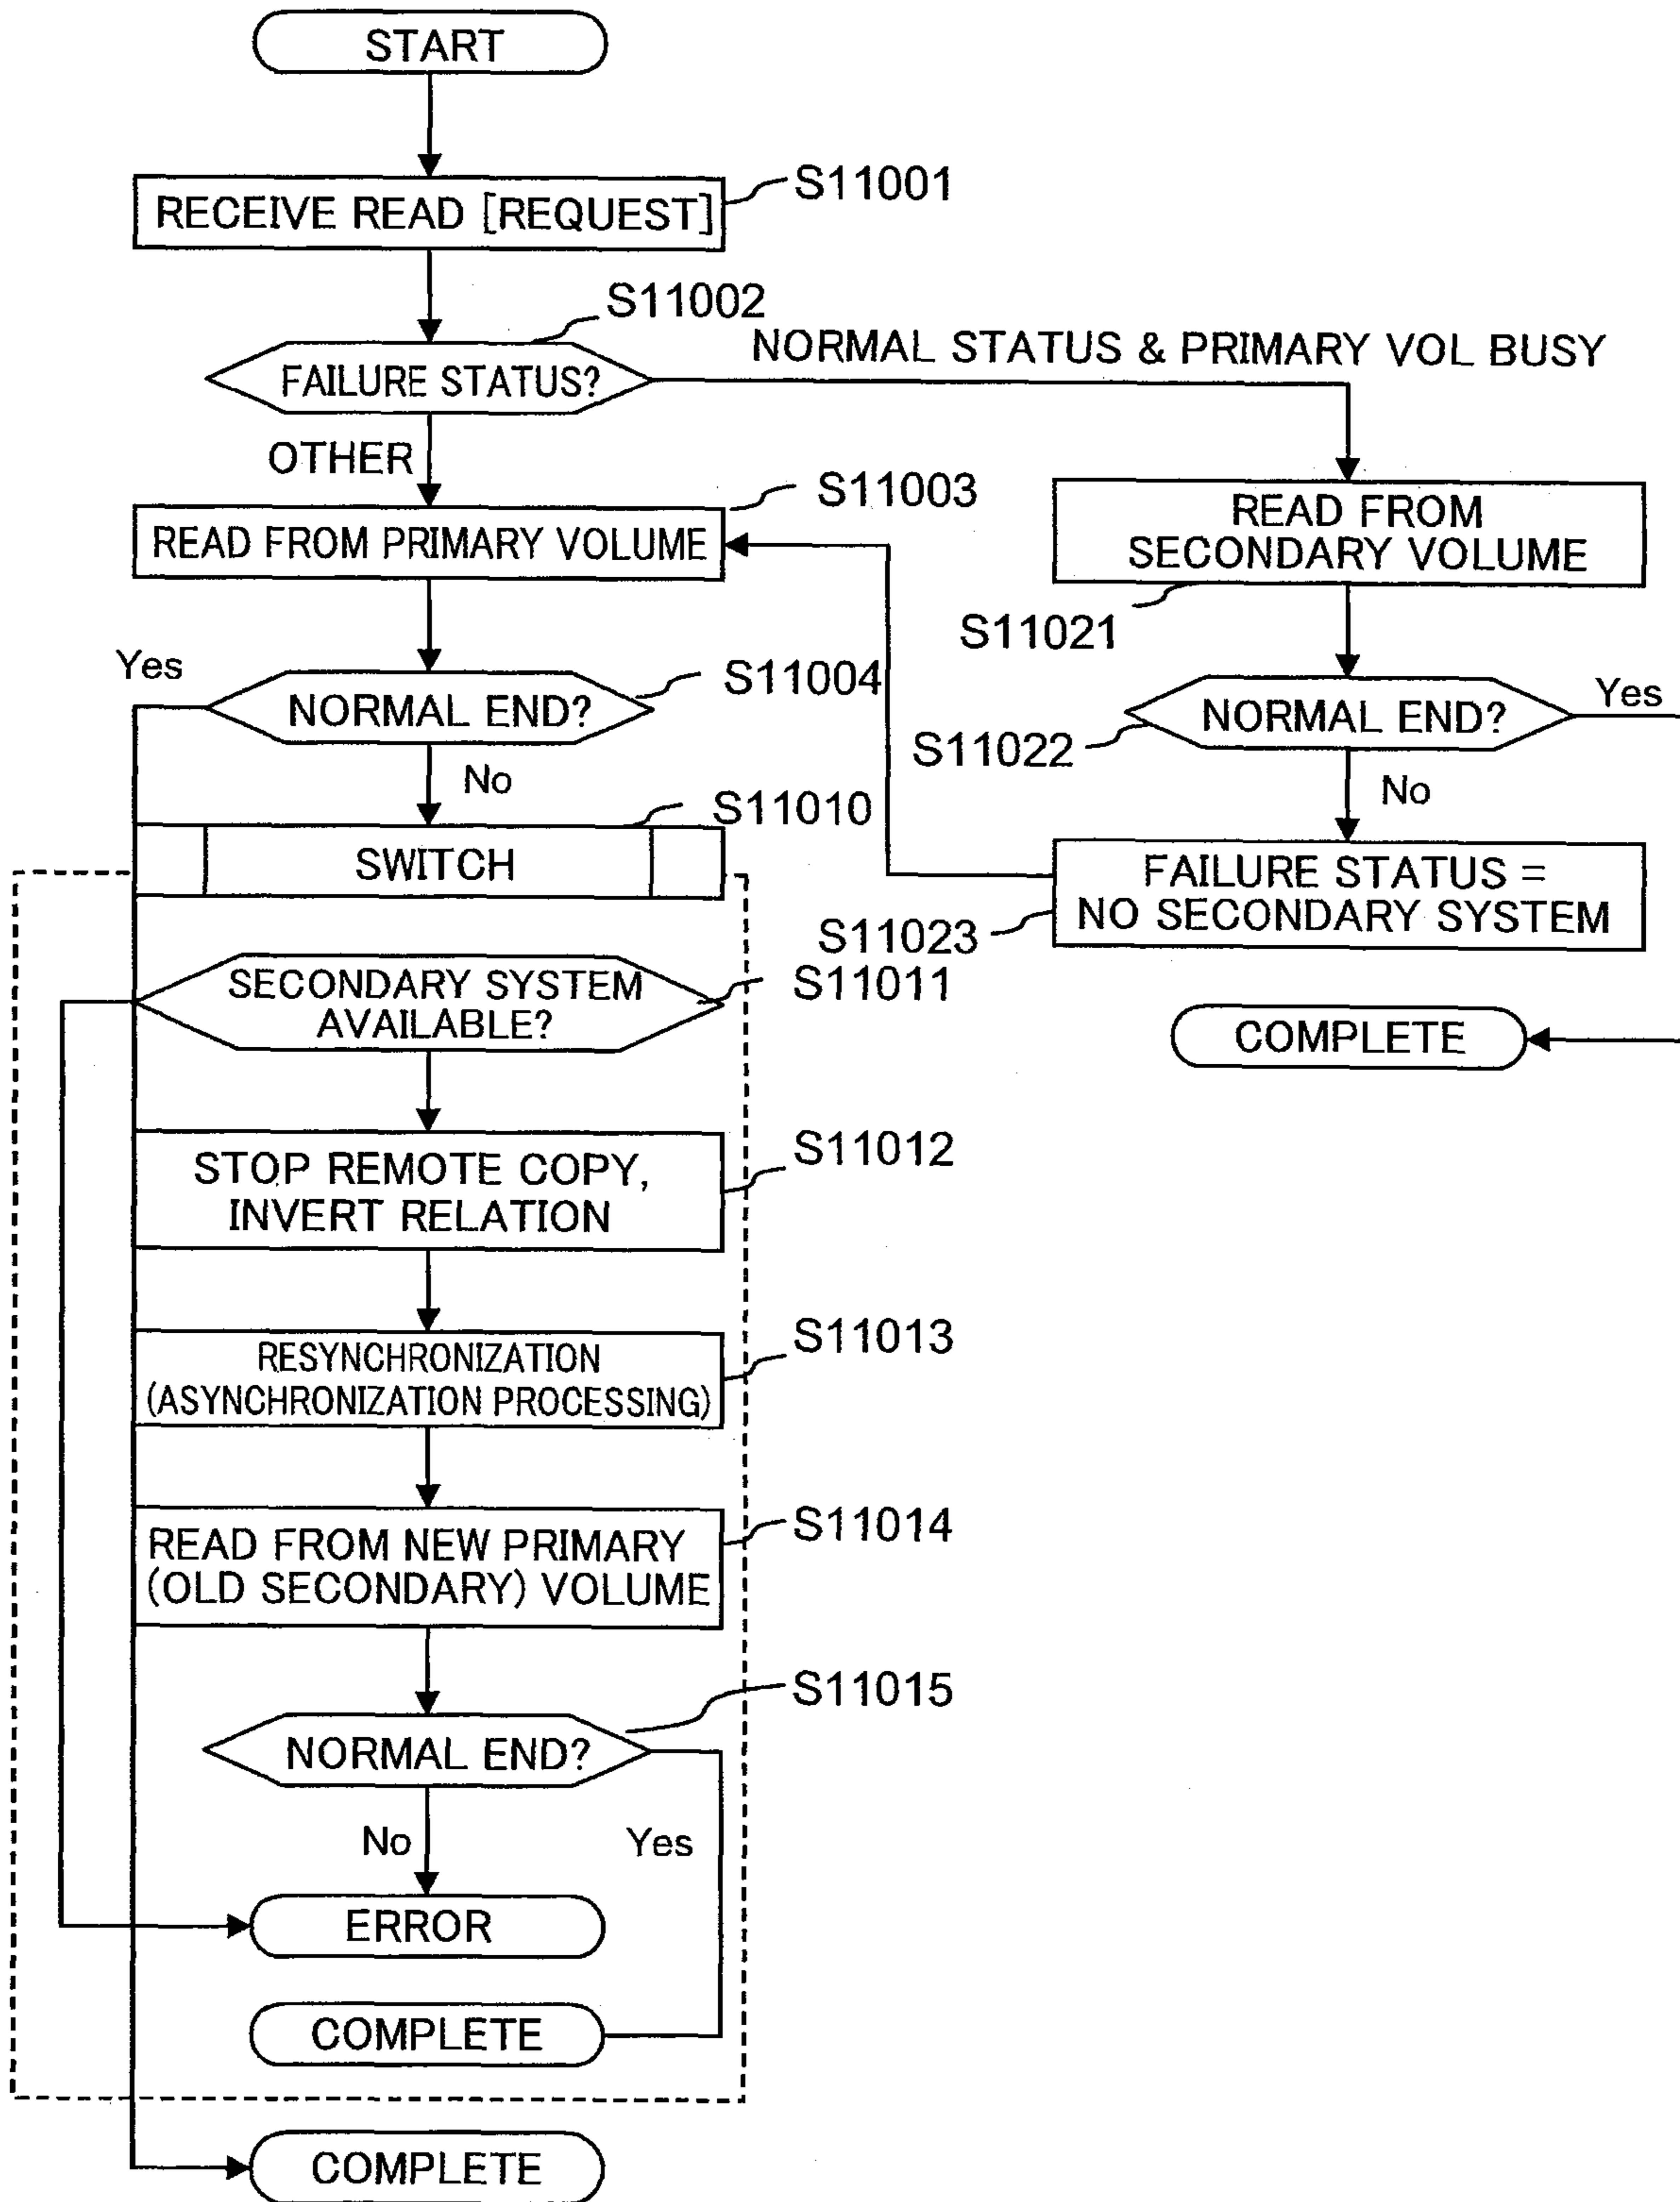 START
S11001
RECEIVE READ [REQUEST]
S11002
NORMAL STATUS & PRIMARY VOL BUSY
FAILURE STATUS?
OTHER
S11003
READ FROM PRIMARY VOLUME
READ FROM
SECONDARY VOLUME
S11021
Yes
S11004
NORMAL END?
No
Yes
NORMAL END?
S11022
No
S11010
SWITCH
FAILURE STATUS =
NO SECONDARY SYSTEM
S11023
SECONDARY SYSTEM
AVAILABLE?
S11011
COMPLETE
S11012
STOP REMOTE COPY,
INVERT RELATION
S11013
RESYNCHRONIZATION
(ASYNCHRONIZATION PROCESSING)
S11014
READ FROM NEW PRIMARY
(OLD SECONDARY) VOLUME
S11015
NORMAL END?
No
Yes
ERROR
COMPLETE
COMPLETE